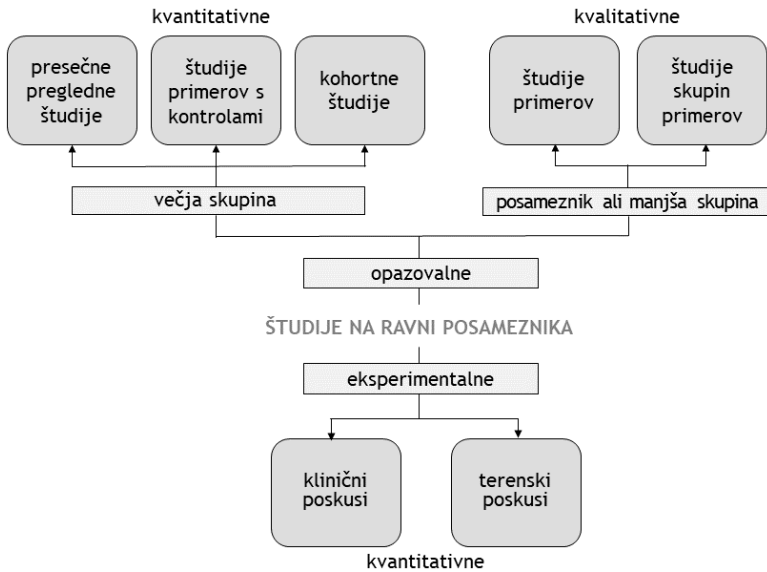 kvantitativne
kvalitativne
presečne
pregledne
študije
študije
primerov s
kontrolami
kohortne
študije
študije
primerov
študije
skupin
primerov
večja skupina
posameznik ali manjša skupina
opazovalne
ŠTUDIJE NA RAVNI POSAMEZNIKA
eksperimentalne
klinični
poskusi
terenski
poskusi
kvantitativne